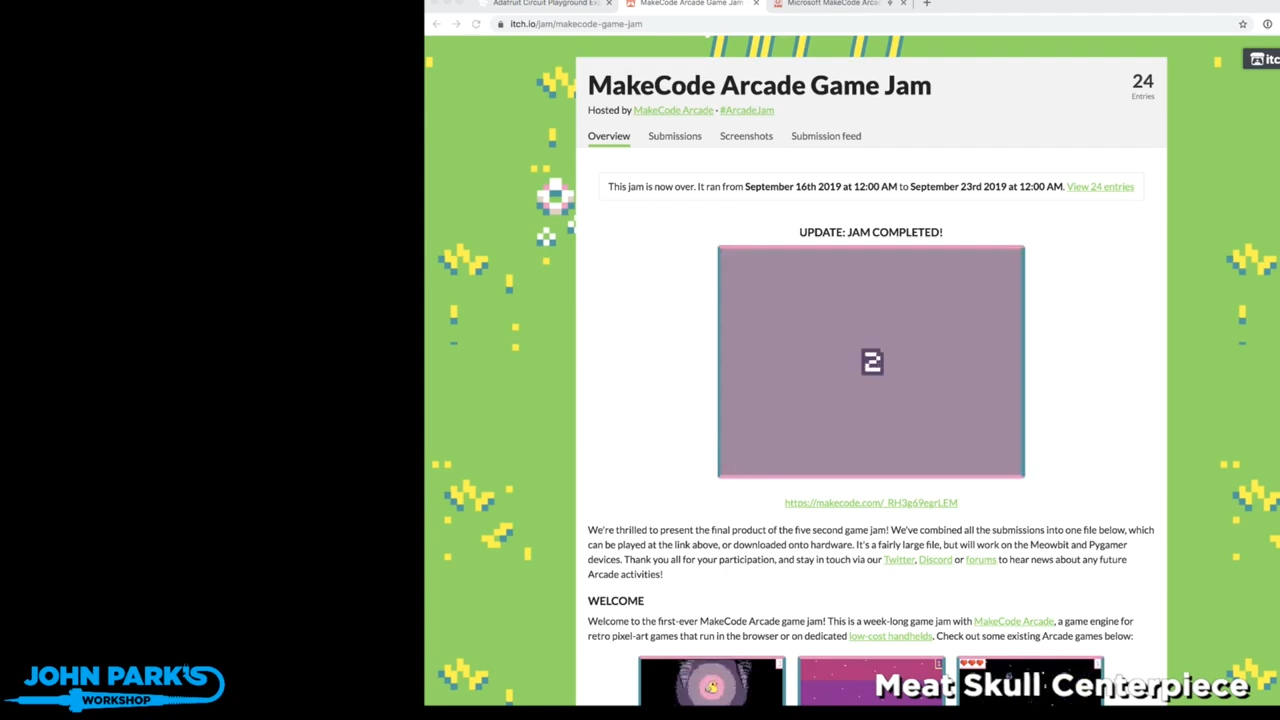 Adafruit Circuit Playground Ex
MakeCode Arcade Game Jam
Microsoft MakeCode Arc
itch.io/jam/makecode-game-jam
itc
MakeCode Arcade Game Jam
24
Entries
Hosted by MakeCode Arcade · #ArcadeJam
Overview Submissions Screenshots Submission feed
This jam is now over. It ran from September 16th 2019 at 12:00 AM to September 23rd 2019 at 12:00 AM. View 24 entries
UPDATE: JAM COMPLETED!
2
https://makecode.com/_RH3g69egrLEM
We're thrilled to present the final product of the five second game jam! We've combined all the submissions into one file below, which
can be played at the link above, or downloaded onto hardware. It's a fairly large file, but will work on the Meowbit and Pygamer
devices. Thank you all for your participation, and stay in touch via our Twitter, Discord or forums to hear news about any future
Arcade activities!
WELCOME
Welcome to the first-ever MakeCode Arcade game jam! This is a week-long game jam with MakeCode Arcade, a game engine for
retro pixel-art games that run in the browser or on dedicated low-cost handhelds. Check out some existing Arcade games below:
JOHN PARK'S
WORKSHOP
Meat Skull Centerpiece